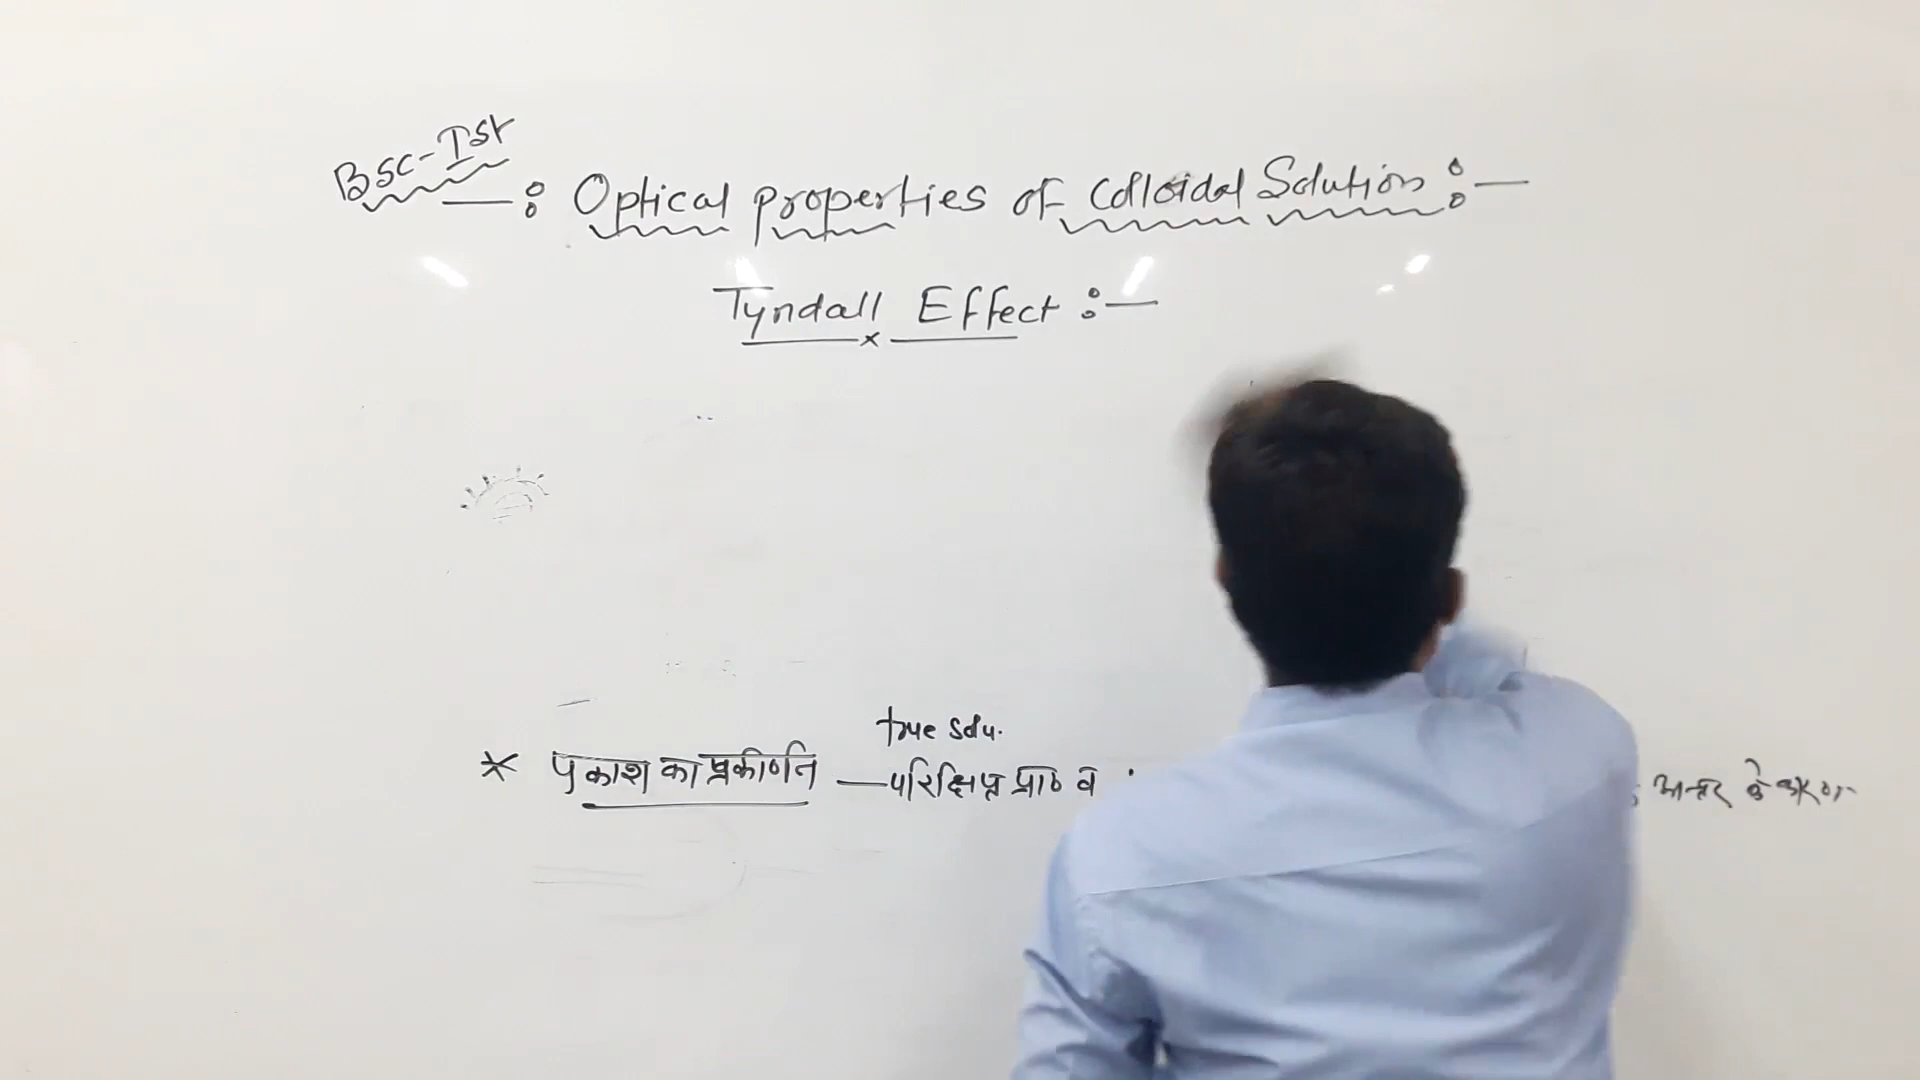 BSC-Ist
—: Optical properties of Colloidal Solution :—
Tyndall Effect :—
true Solu.
* प्रकाश का प्रकीर्णन — परिक्षिप्त प्रा० व अन्तर के कारण